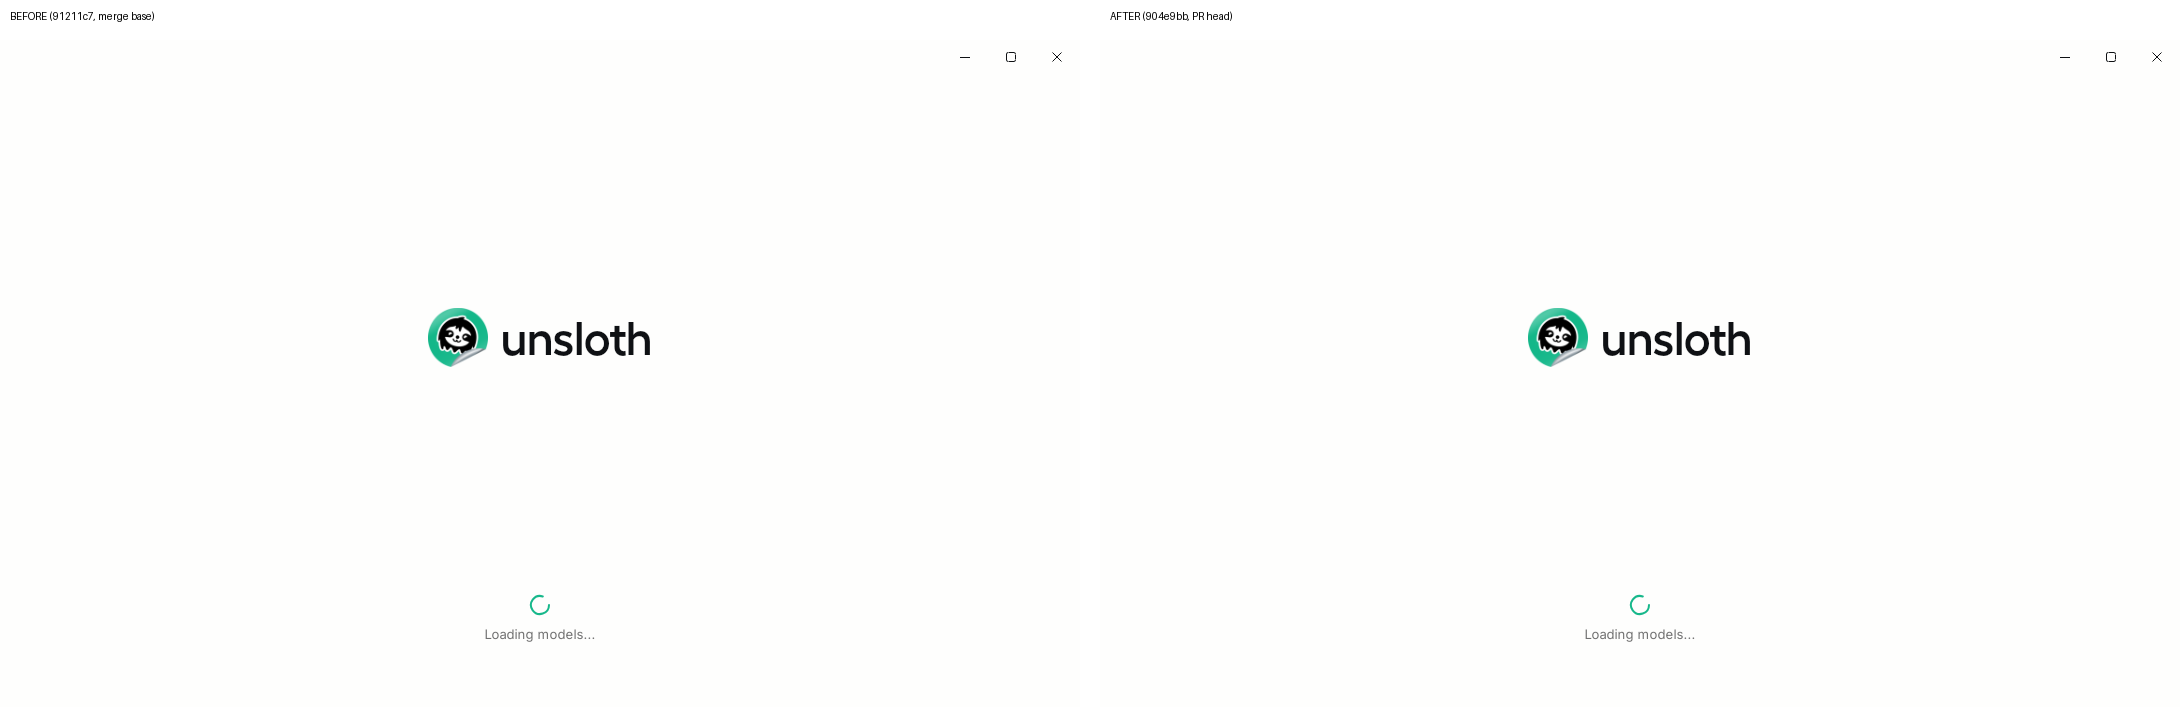 BEFORE (91211c7, merge base)
AFTER (904e9bb, PR head)
unsloth
unsloth
Loading models...
Loading models...